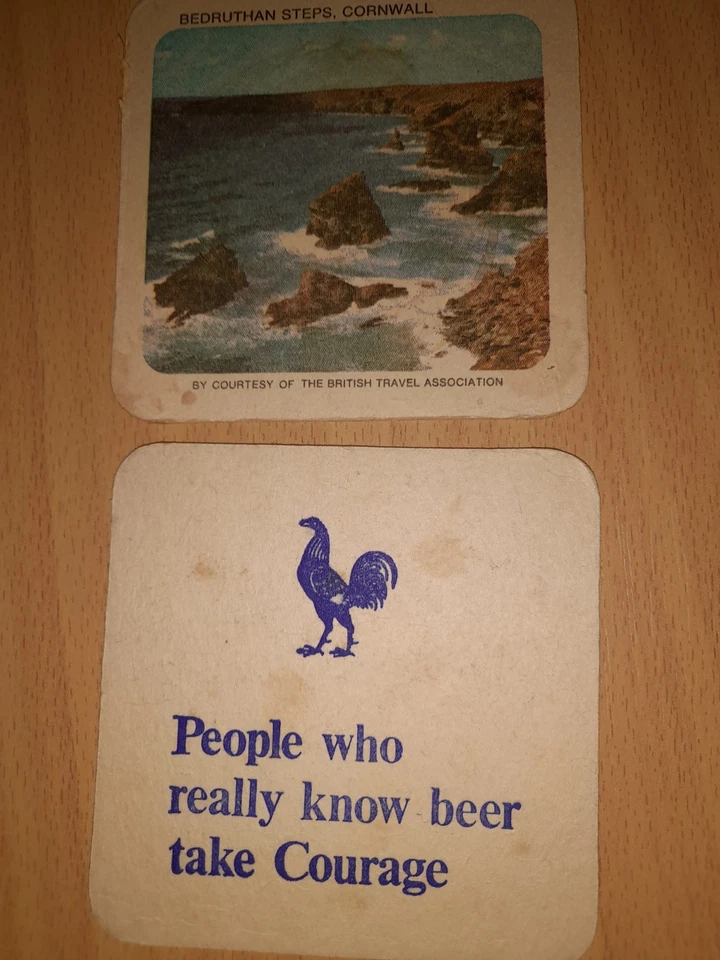 BEDRUTHAN STEPS, CORNWALL
BY COURTESY OF THE BRITISH TRAVEL ASSOCIATION
People who
really know beer
take Courage